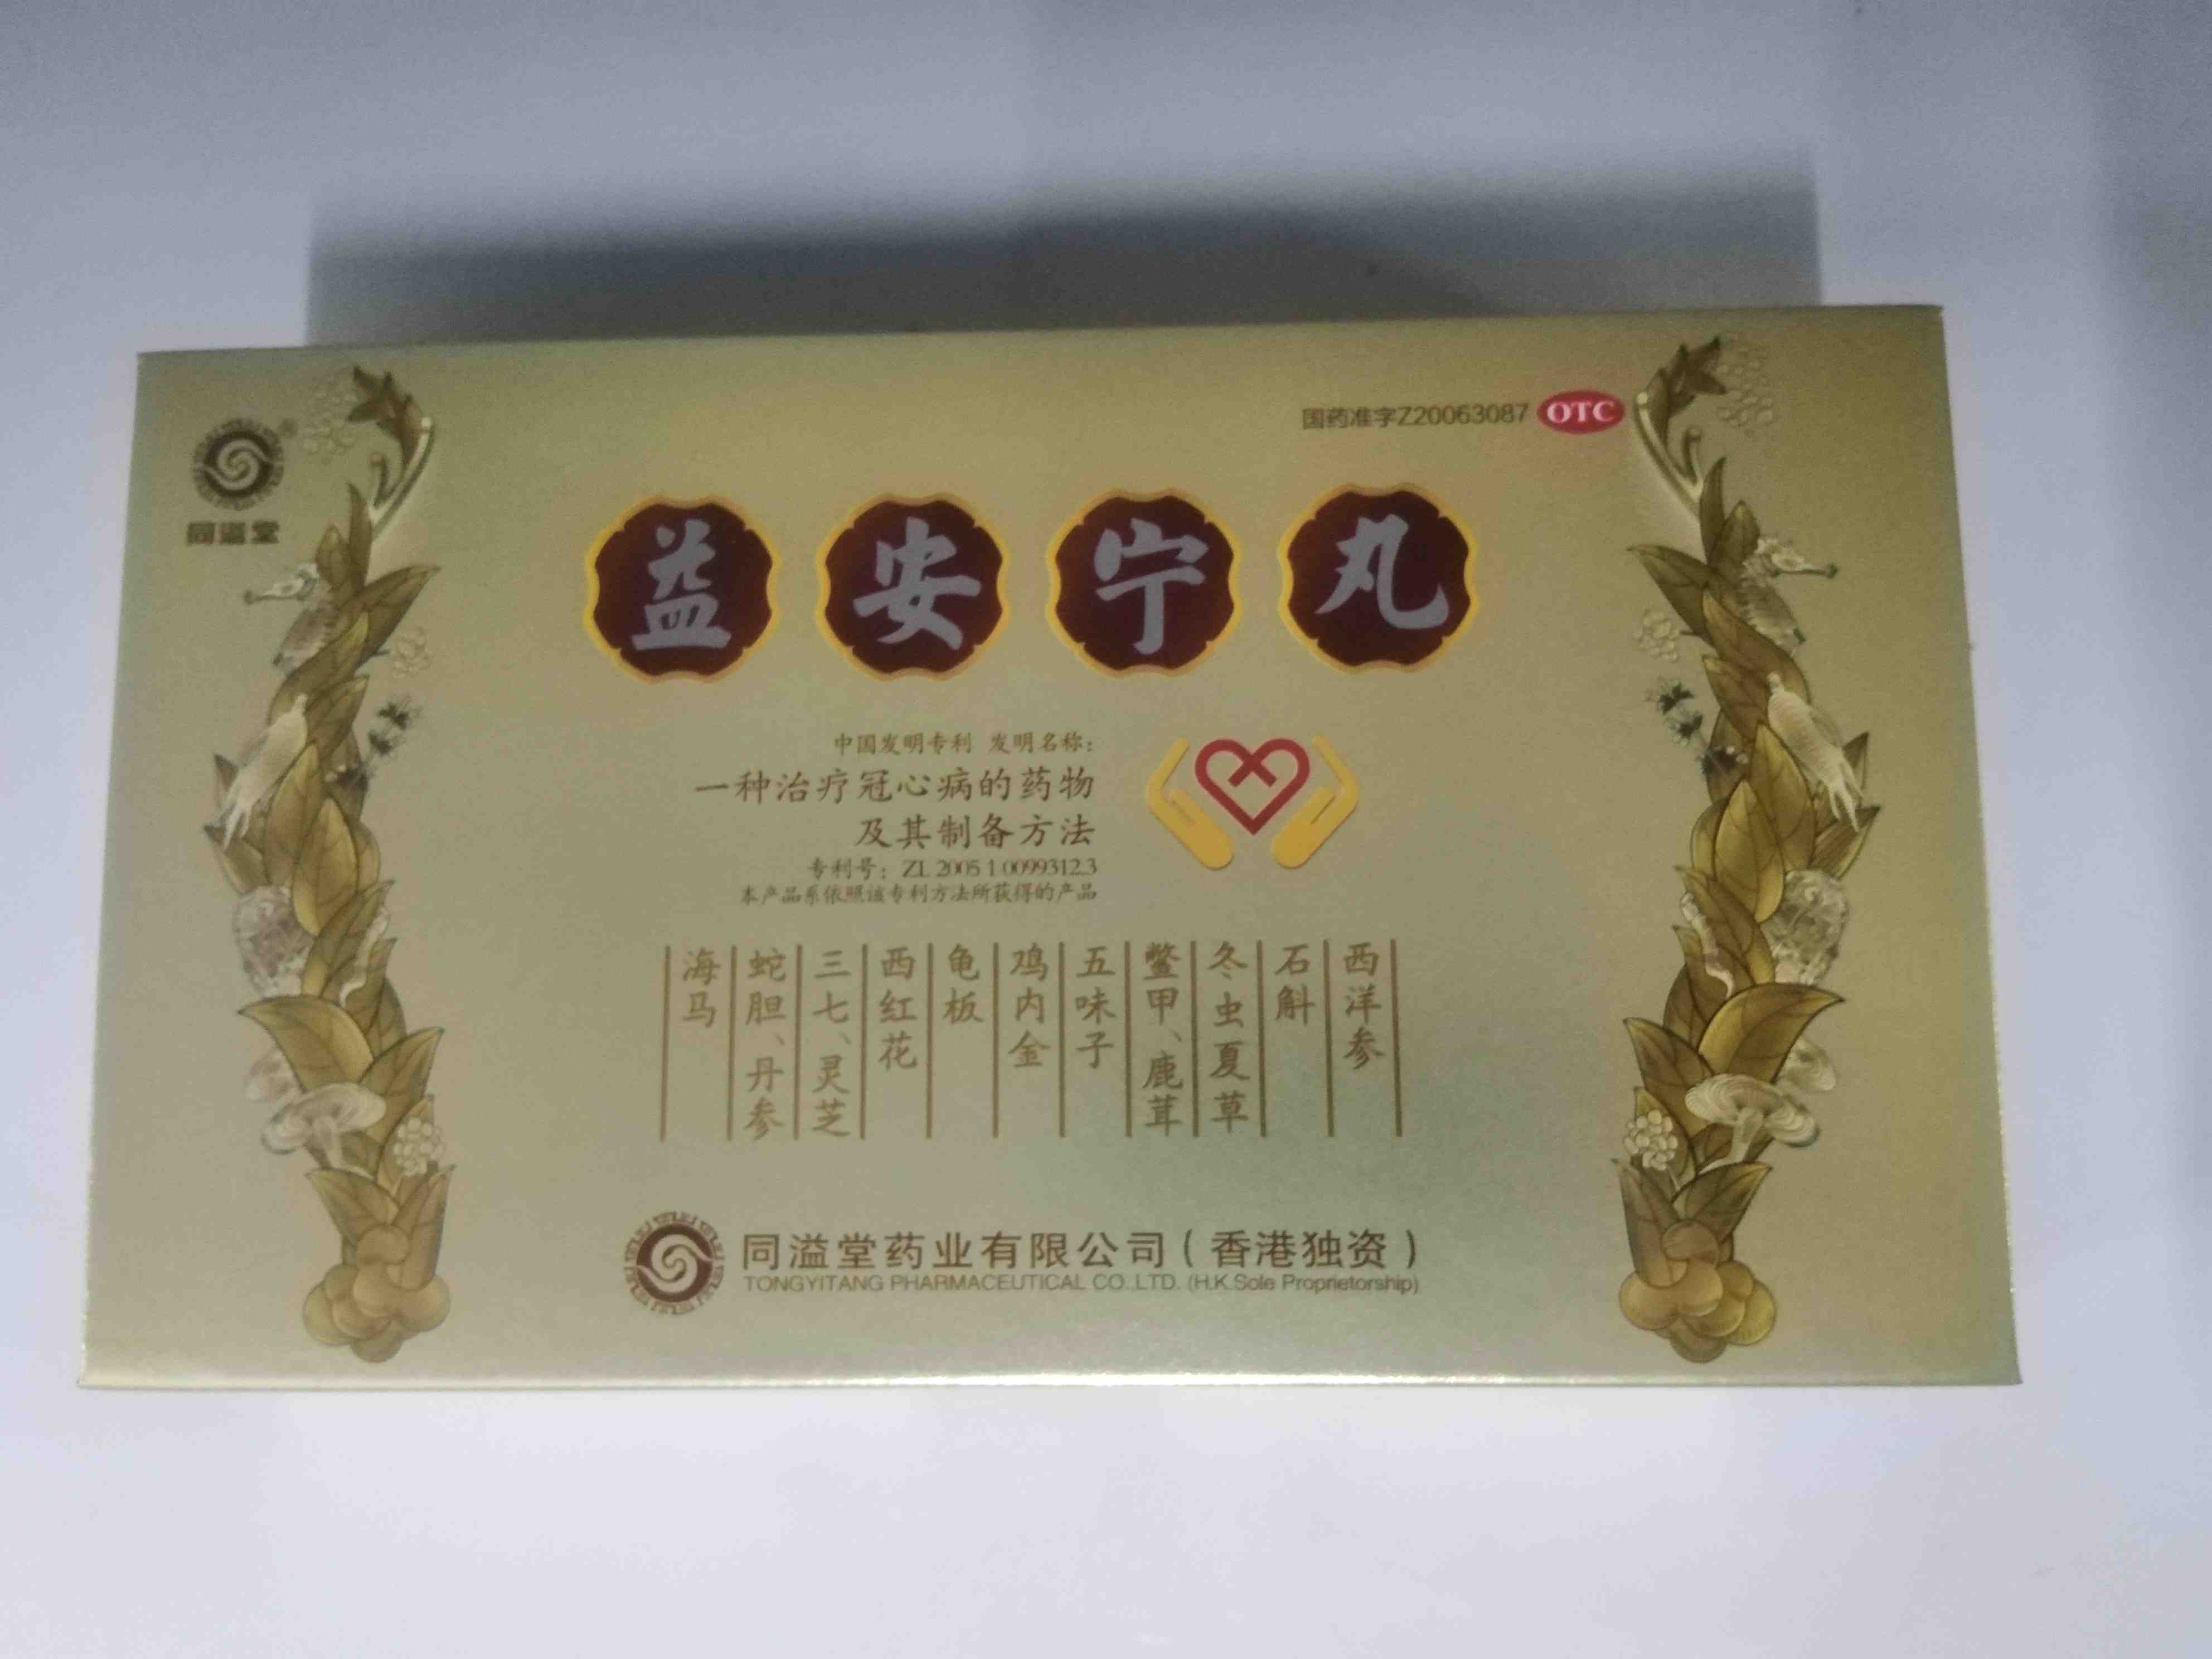 国药准字Z20063087 OTC
同溢堂
益安宁丸
中国发明专利 发明名称：
一种治疗冠心病的药物
及其制备方法
专利号：ZL 2005 1 0099312.3
本产品系依照该专利方法所获得的产品
西洋参
石斛
冬虫夏草
鳖甲、鹿茸
五味子
鸡内金
龟板
西红花
三七、灵芝
蛇胆、丹参
海马
同溢堂药业有限公司（香港独资）
TONGYITANG PHARMACEUTICAL CO.,LTD. (H.K.Sole Proprietorship)